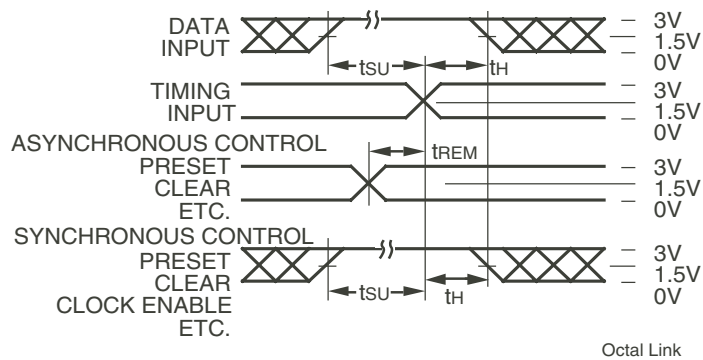 DATA
INPUT
tSU
tH
3V
1.5V
0V
TIMING
INPUT
3V
1.5V
0V
ASYNCHRONOUS CONTROL
PRESET
CLEAR
ETC.
tREM
3V
1.5V
0V
SYNCHRONOUS CONTROL
PRESET
CLEAR
CLOCK ENABLE
ETC.
tSU
tH
3V
1.5V
0V
Octal Link